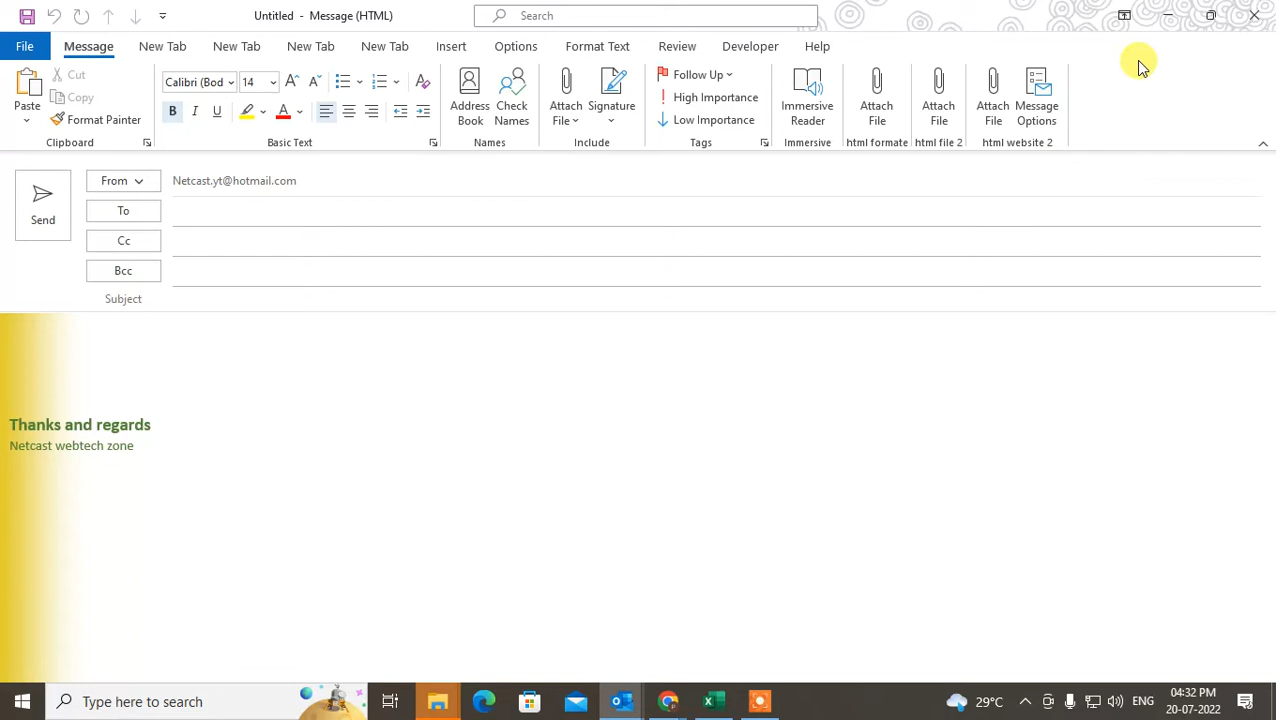 Untitled - Message (HTML)
Search
File Message New Tab New Tab New Tab New Tab Insert Options Format Text Review Developer Help
Paste
Cut
Copy
Format Painter
Clipboard
Calibri (Bod 14
B I U A
Basic Text
Address Book
Check Names
Names
Attach File
Signature
Include
Follow Up
High Importance
Low Importance
Tags
Immersive Reader
Immersive
Attach File
html formate
Attach File
html file 2
Attach File
Message Options
html website 2
Send
From Netcast.yt@hotmail.com
To
Cc
Bcc
Subject
Thanks and regards
Netcast webtech zone
Type here to search
29°C
ENG
04:32 PM
20-07-2022